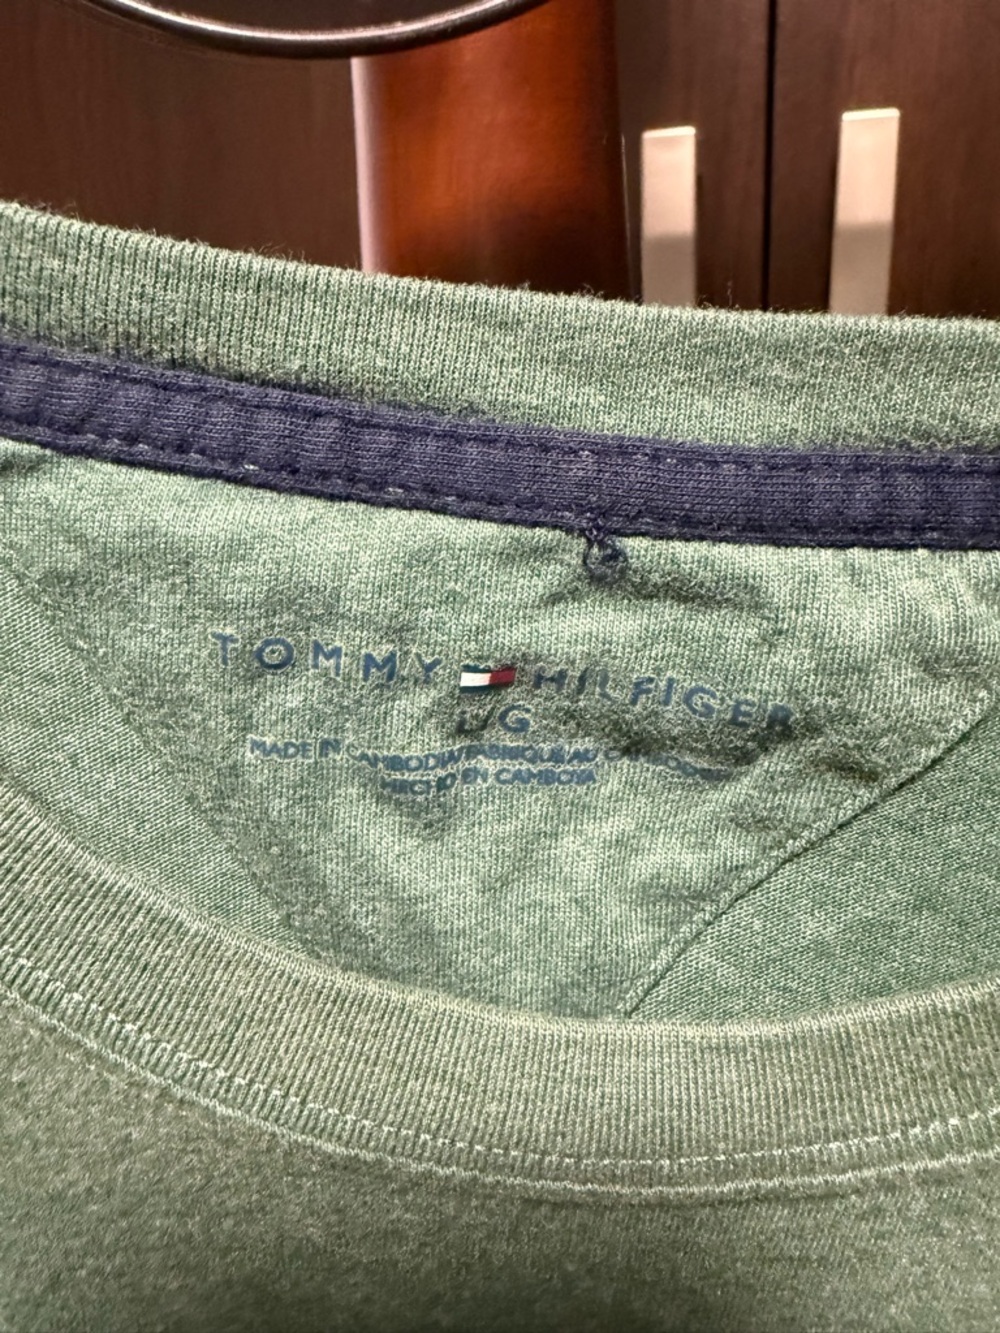 TOMMY HILFIGER
L/G
MADE IN CAMBODIA/FABRIQUÉ AU CAMBODGE
HECHO EN CAMBOYA